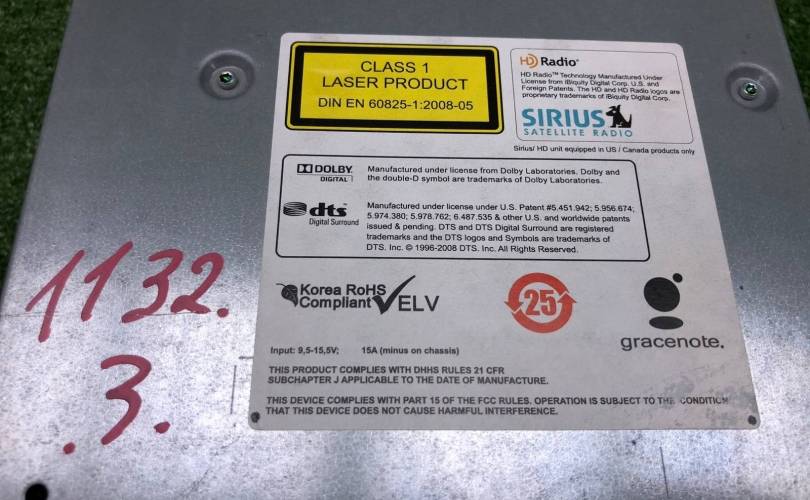 CLASS 1
LASER PRODUCT
DIN EN 60825-1:2008-05
HD Radio®
HD Radio™ Technology Manufactured Under
License from iBiquity Digital Corp. U.S. and
Foreign Patents. The HD and HD Radio logos are
proprietary trademarks of iBiquity Digital Corp.
SIRIUS
SATELLITE RADIO
Sirius/ HD unit equipped in US / Canada products only
DOLBY
DIGITAL
Manufactured under license from Dolby Laboratories. Dolby and
the double-D symbol are trademarks of Dolby Laboratories.
dts
Digital Surround
Manufactured under license under U.S. Patent #5.451.942; 5.956.674;
5.974.380; 5.978.762; 6.487.535 & other U.S. and worldwide patents
issued & pending. DTS and DTS Digital Surround are registered
trademarks and the DTS logos and Symbols are trademarks of
DTS. Inc. © 1996-2008 DTS. Inc. All Rights Reserved.
Korea RoHS
Compliant
ELV
25
gracenote.
Input: 9,5-15,5V; 15A (minus on chassis)
THIS PRODUCT COMPLIES WITH DHHS RULES 21 CFR
SUBCHAPTER J APPLICABLE TO THE DATE OF MANUFACTURE.
THIS DEVICE COMPLIES WITH PART 15 OF THE FCC RULES. OPERATION IS SUBJECT TO THE CONDITION
THAT THIS DEVICE DOES NOT CAUSE HARMFUL INTERFERENCE.
1132.
.3.